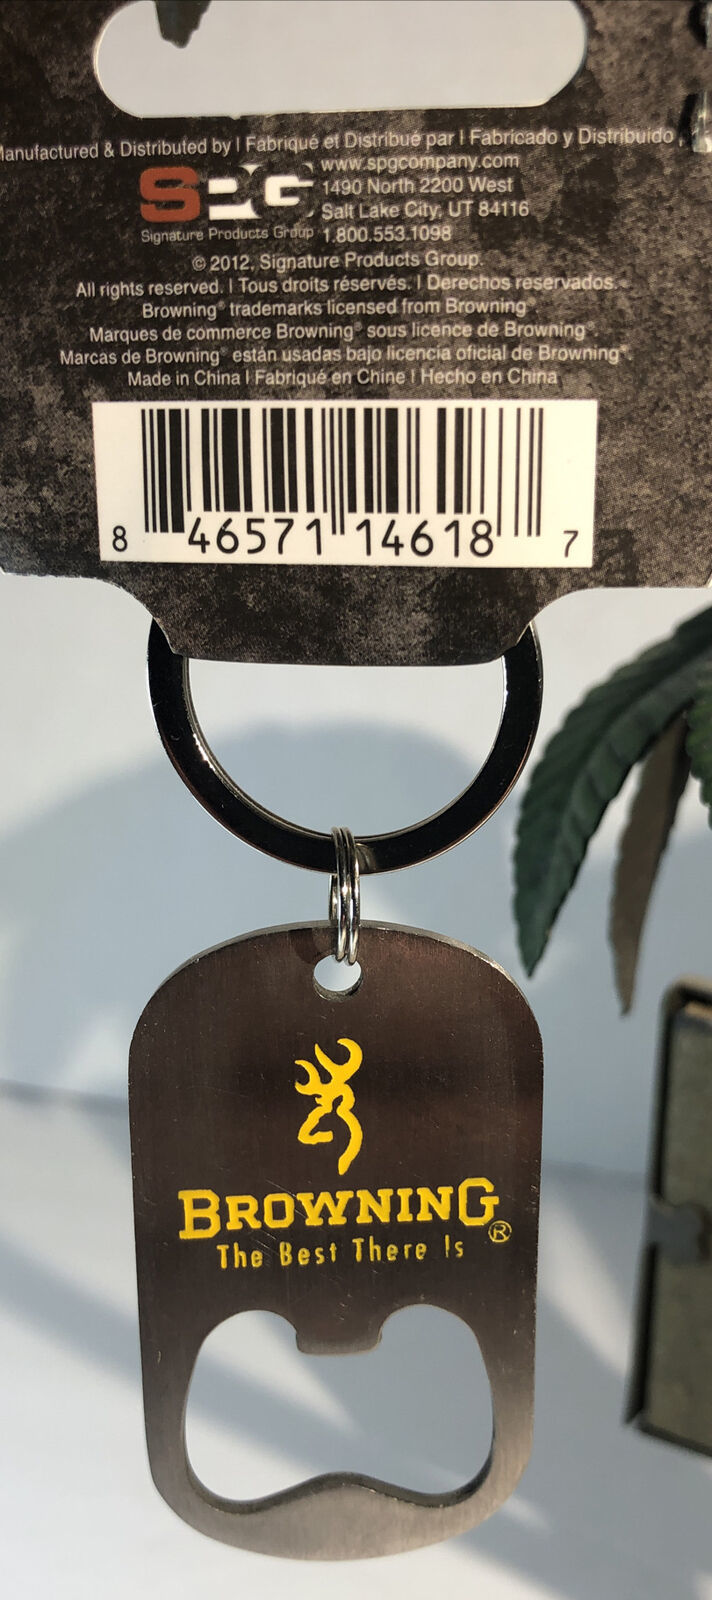 Manufactured & Distributed by | Fabriqué et Distribué par | Fabricado y Distribuido
SPG
Signature Products Group
www.spgcompany.com
1490 North 2200 West
Salt Lake City, UT 84116
1.800.553.1098
© 2012, Signature Products Group.
All rights reserved. | Tous droits réservés. | Derechos reservados.
Browning® trademarks licensed from Browning®.
Marques de commerce Browning® sous licence de Browning®.
Marcas de Browning® están usadas bajo licencia oficial de Browning®.
Made in China | Fabriqué en Chine | Hecho en China
8 46571 14618 7
BROWNING®
The Best There Is